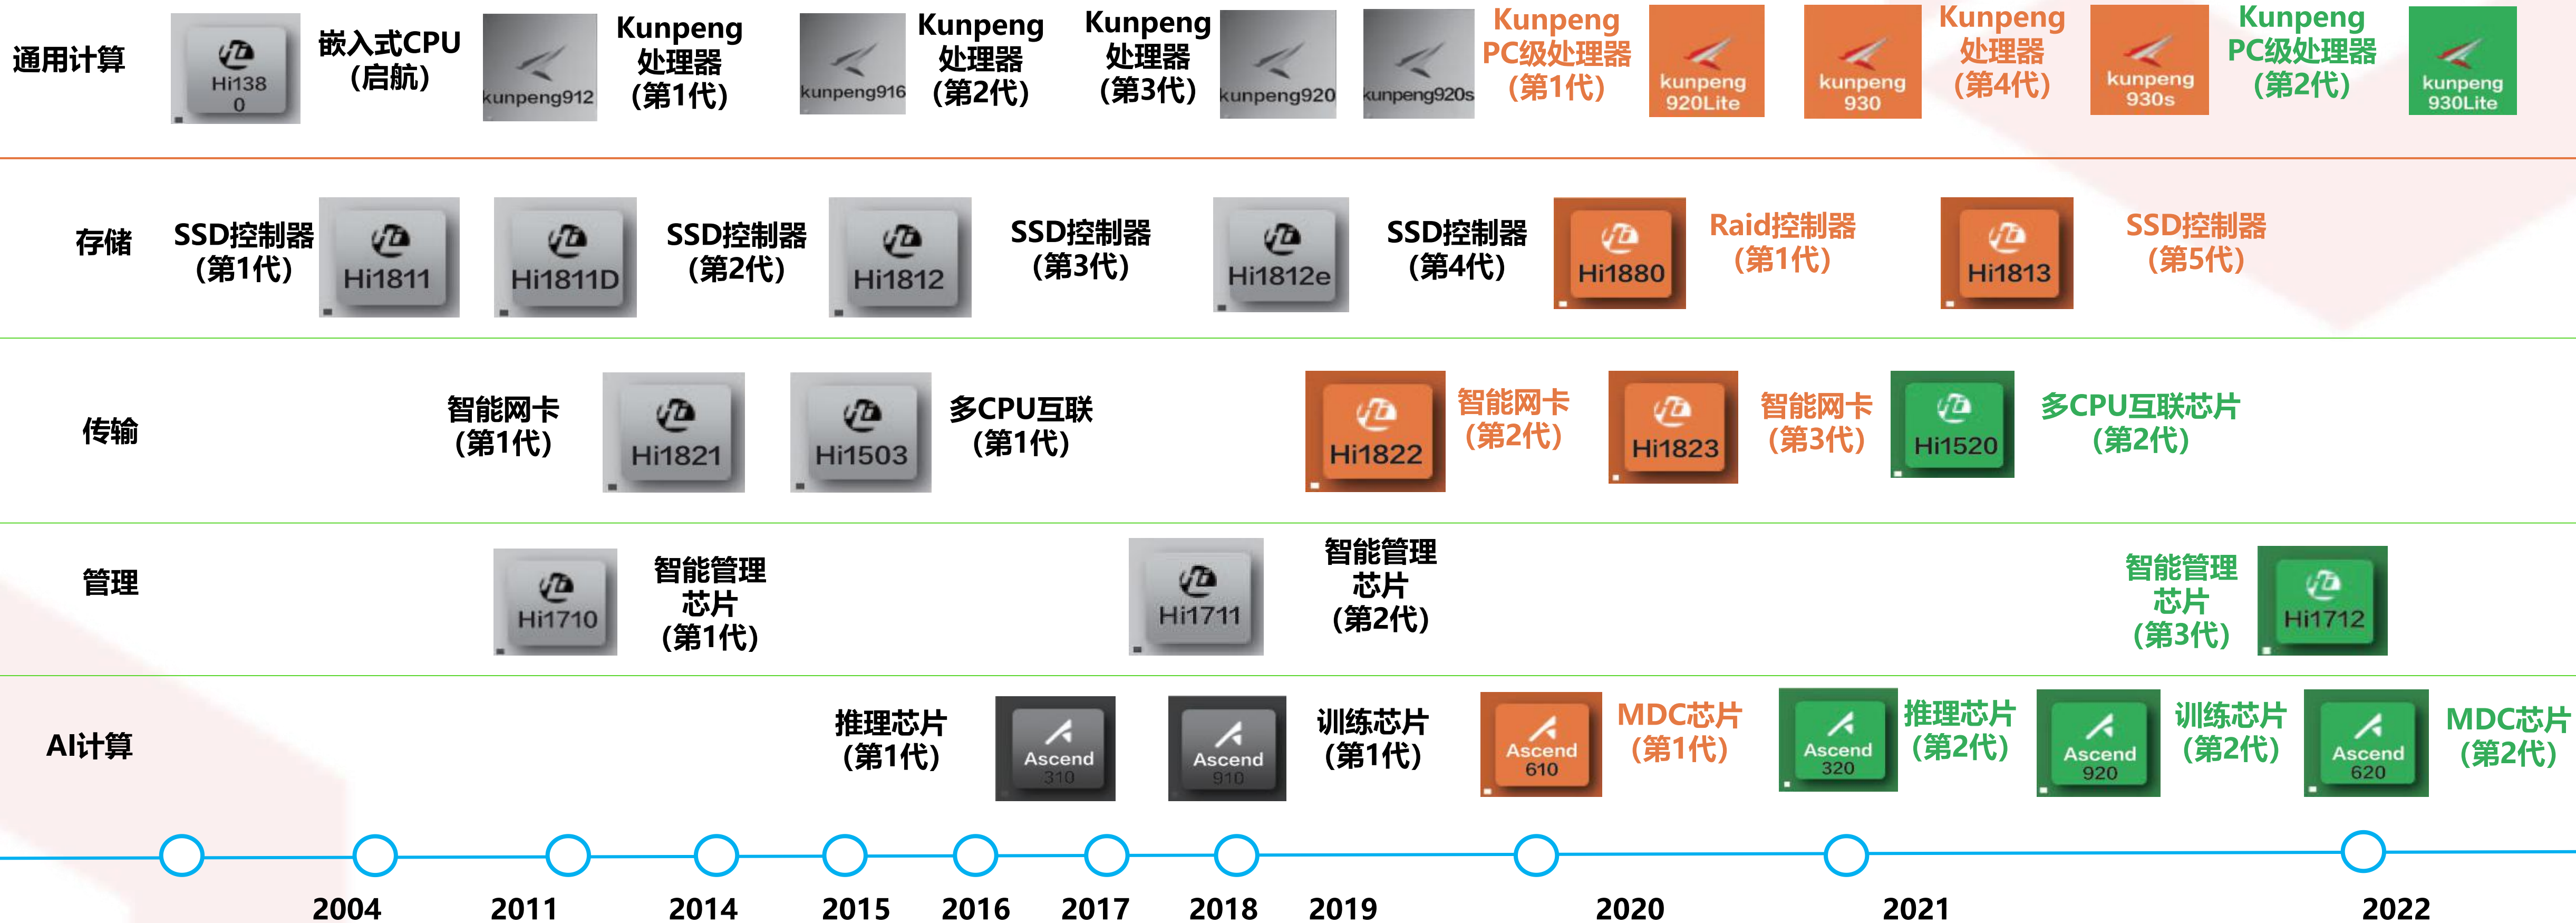 通用计算
Hi138
0
嵌入式CPU
(启航)
kunpeng912
Kunpeng
处理器
(第1代)
kunpeng916
Kunpeng
处理器
(第2代)
Kunpeng
处理器
(第3代)
kunpeng920
kunpeng920s
Kunpeng
PC级处理器
(第1代)
kunpeng
920Lite
kunpeng
930
Kunpeng
处理器
(第4代)
kunpeng
930s
Kunpeng
PC级处理器
(第2代)
kunpeng
930Lite
存储
SSD控制器
(第1代)
Hi1811
Hi1811D
SSD控制器
(第2代)
Hi1812
SSD控制器
(第3代)
Hi1812e
SSD控制器
(第4代)
Hi1880
Raid控制器
(第1代)
Hi1813
SSD控制器
(第5代)
传输
智能网卡
(第1代)
Hi1821
Hi1503
多CPU互联
(第1代)
Hi1822
智能网卡
(第2代)
Hi1823
智能网卡
(第3代)
Hi1520
多CPU互联芯片
(第2代)
管理
Hi1710
智能管理
芯片
(第1代)
Hi1711
智能管理
芯片
(第2代)
智能管理
芯片
(第3代)
Hi1712
AI计算
推理芯片
(第1代)
Ascend
310
Ascend
910
训练芯片
(第1代)
Ascend
610
MDC芯片
(第1代)
Ascend
320
推理芯片
(第2代)
Ascend
920
训练芯片
(第2代)
Ascend
620
MDC芯片
(第2代)
2004 2011 2014 2015 2016 2017 2018 2019 2020 2021 2022